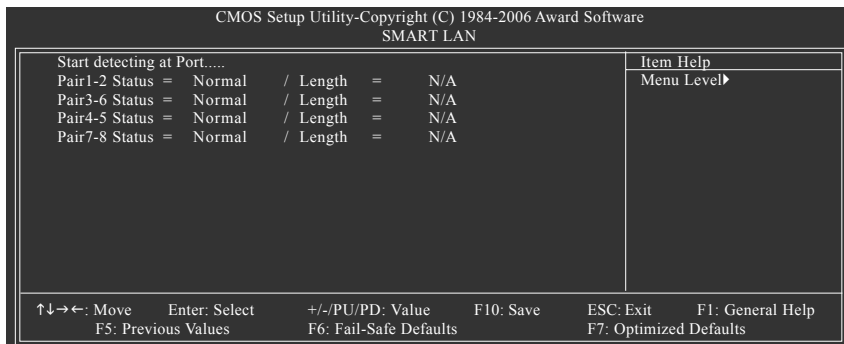 CMOS Setup Utility-Copyright (C) 1984-2006 Award Software
SMART LAN
Start detecting at Port.....
Pair1-2 Status = Normal / Length = N/A
Pair3-6 Status = Normal / Length = N/A
Pair4-5 Status = Normal / Length = N/A
Pair7-8 Status = Normal / Length = N/A
Item Help
Menu Level▶
↑↓→←: Move Enter: Select +/-/PU/PD: Value F10: Save ESC: Exit F1: General Help
F5: Previous Values F6: Fail-Safe Defaults F7: Optimized Defaults